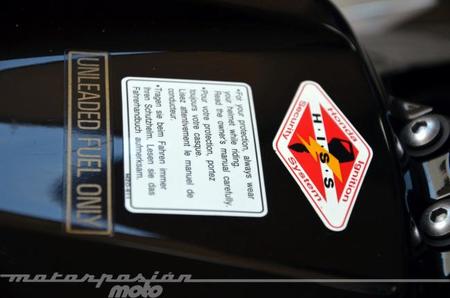 Honda Ignition
H·I·S·S
Security System
•For your protection, always wear
your helmet while riding.
Read the owner's manual carefully.
•Pour votre protection, portez
toujours votre casque.
Lisez attentivement le manuel de
conducteur.
•Tragen sie beim Fahren immer
Ihren Schutzhelm. Lesen sie das
Fahrerhandbuch aufmerksam.
UNLEADED FUEL ONLY
motorpasión
moto